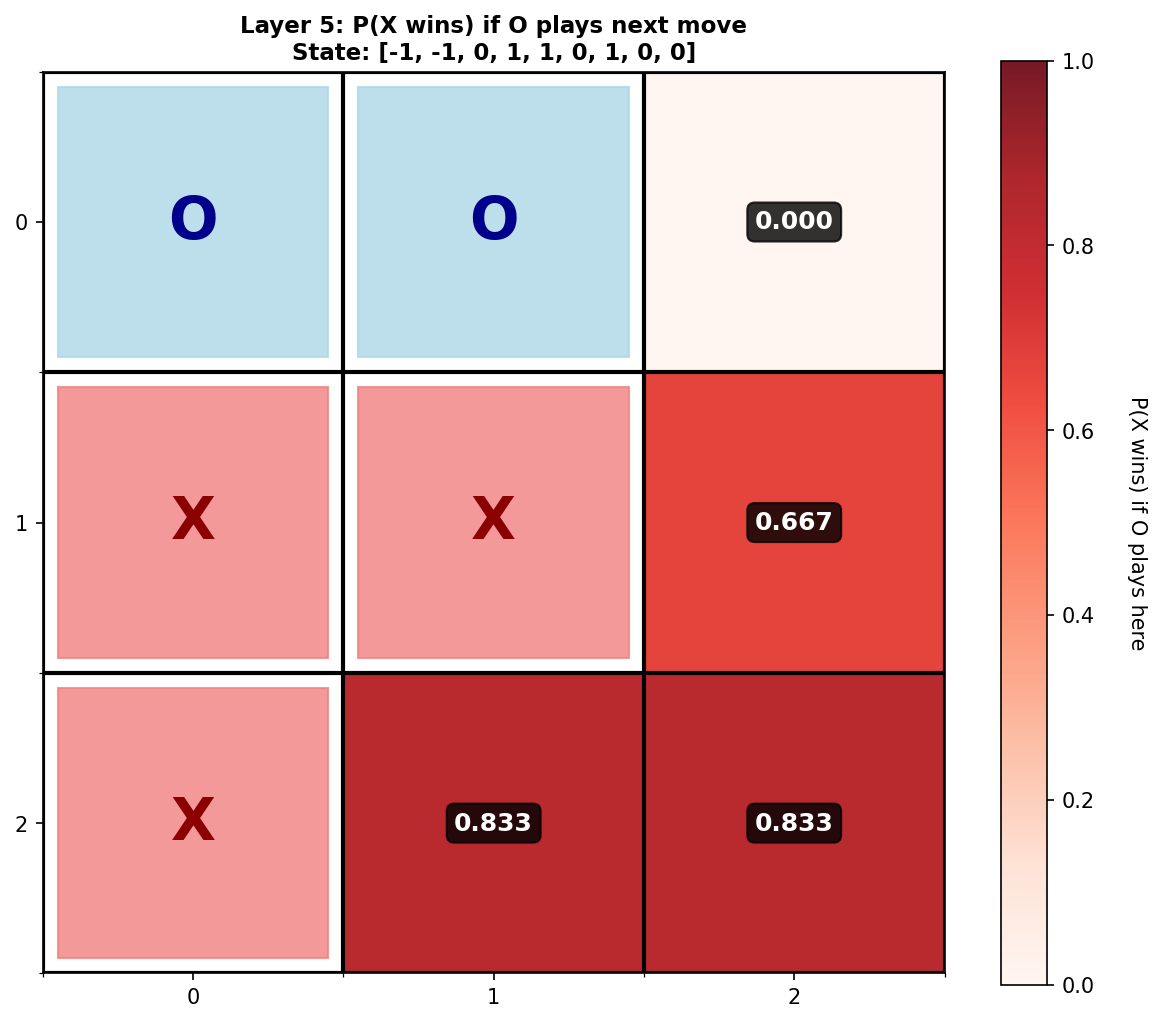 Layer 5: P(X wins) if O plays next move
State: [-1, -1, 0, 1, 1, 0, 1, 0, 0]
0
O
O
0.000
1
X
X
0.667
2
X
0.833
0.833
0
1
2
1.0
0.8
0.6
0.4
0.2
0.0
P(X wins) if O plays here